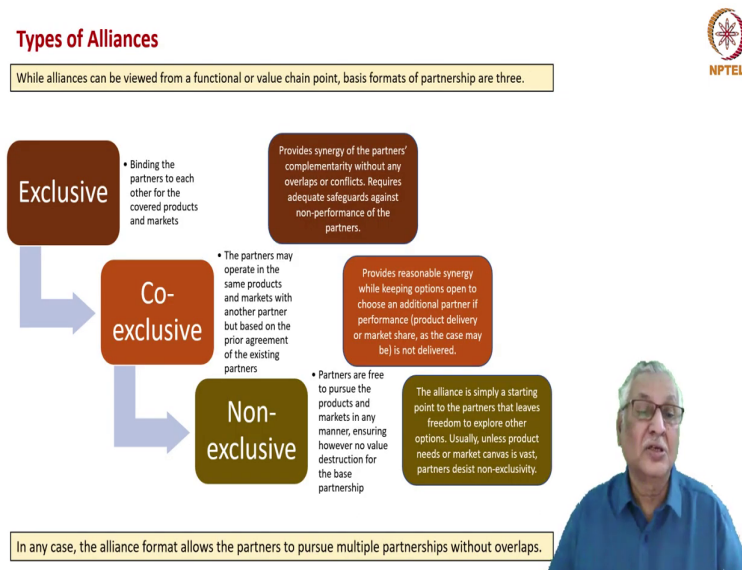 Types of Alliances
NPTEL
While alliances can be viewed from a functional or value chain point, basis formats of partnership are three.
Exclusive
• Binding the
partners to each
other for the
covered products
and markets
Provides synergy of the partners'
complementarity without any
overlaps or conflicts. Requires
adequate safeguards against
non-performance of the
partners.
Co-
exclusive
• The partners may
operate in the
same products
and markets with
another partner
but based on the
prior agreement
of the existing
partners
Provides reasonable synergy
while keeping options open to
choose an additional partner if
performance (product delivery
or market share, as the case may
be) is not delivered.
Non-
exclusive
• Partners are free
to pursue the
products and
markets in any
manner, ensuring
however no value
destruction for
the base
partnership
The alliance is simply a starting
point to the partners that leaves
freedom to explore other
options. Usually, unless product
needs or market canvas is vast,
partners desist non-exclusivity.
In any case, the alliance format allows the partners to pursue multiple partnerships without overlaps.